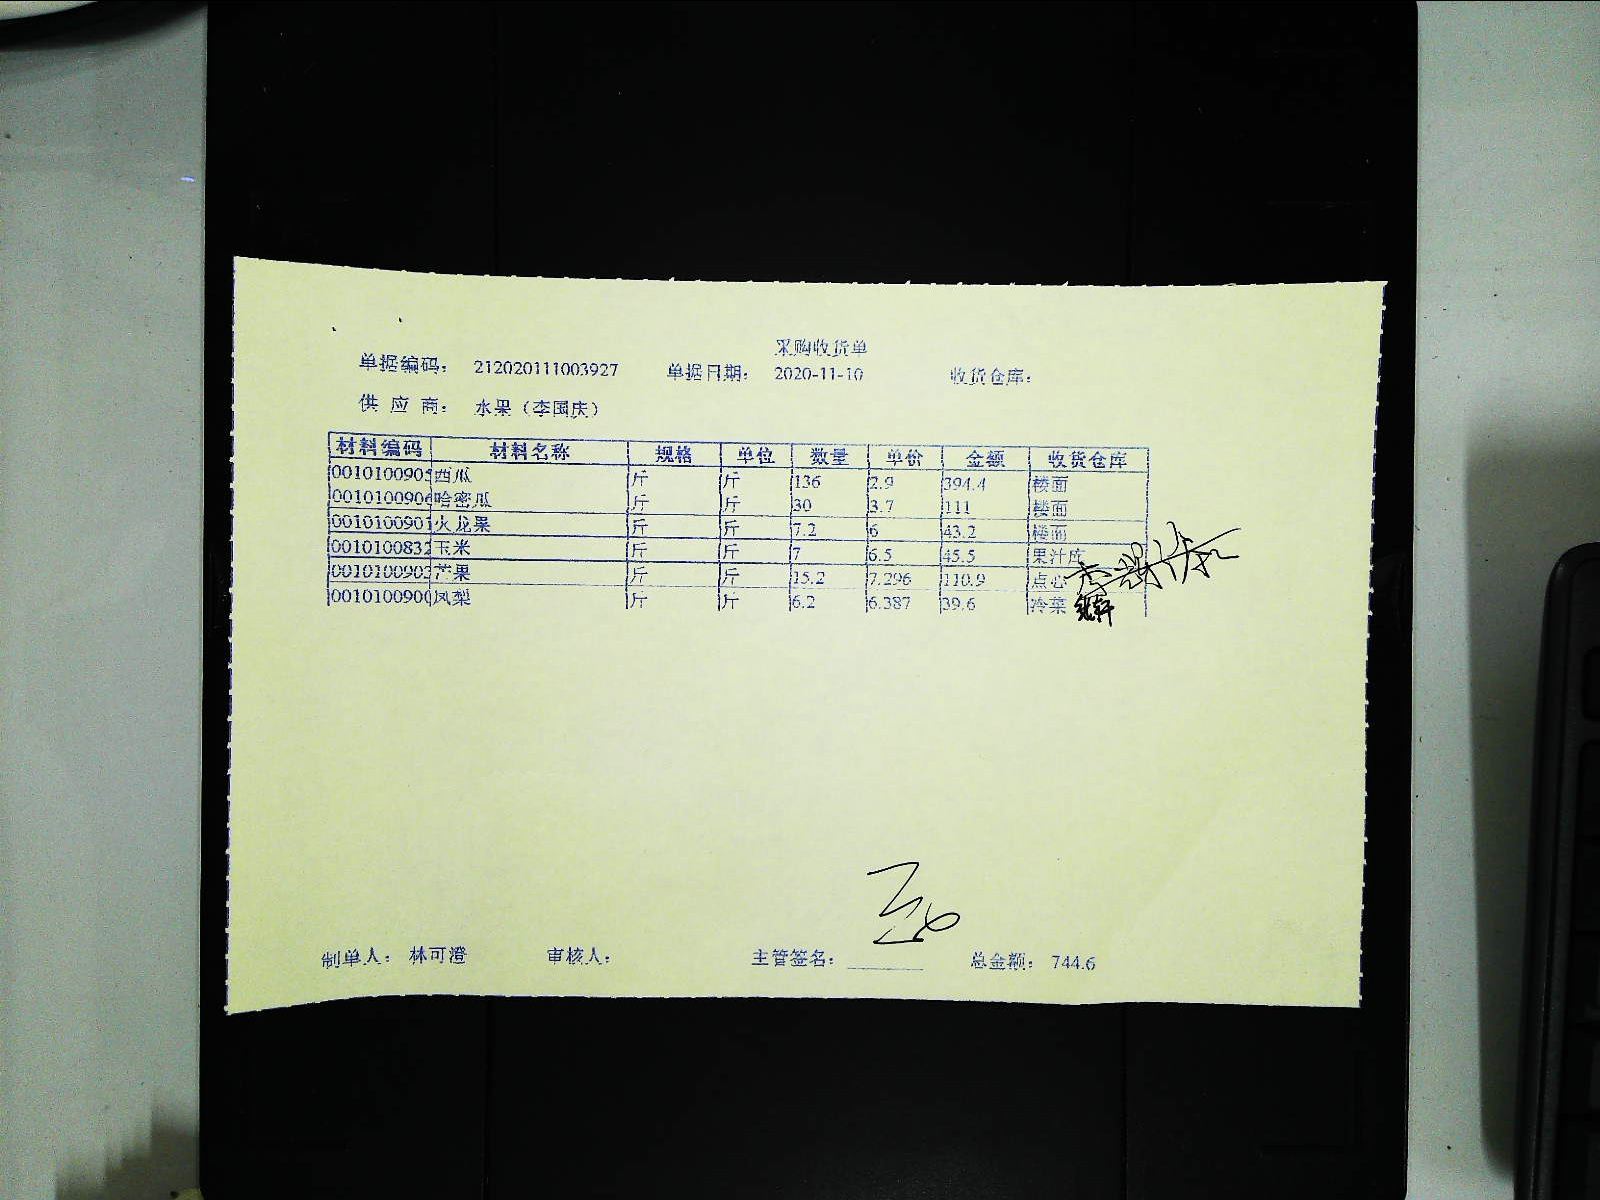 采购收货单
单据编码： 212020111003927 单据日期： 2020-11-10 收货仓库：
供 应 商： 水果（李国庆）
材料编码 材料名称 规格 单位 数量 单价 金额 收货仓库
0010100905 西瓜 斤 斤 136 2.9 394.4 楼面
0010100906 哈密瓜 斤 斤 30 3.7 111 楼面
0010100901 火龙果 斤 斤 7.2 6 43.2 楼面
0010100832 玉米 斤 斤 7 6.5 45.5 果汁库
0010100903 芒果 斤 斤 15.2 7.296 110.9 点心
0010100900 凤梨 斤 斤 6.2 6.387 39.6 冷菜
制单人： 林可澄 审核人： 主管签名： 总金额： 744.6